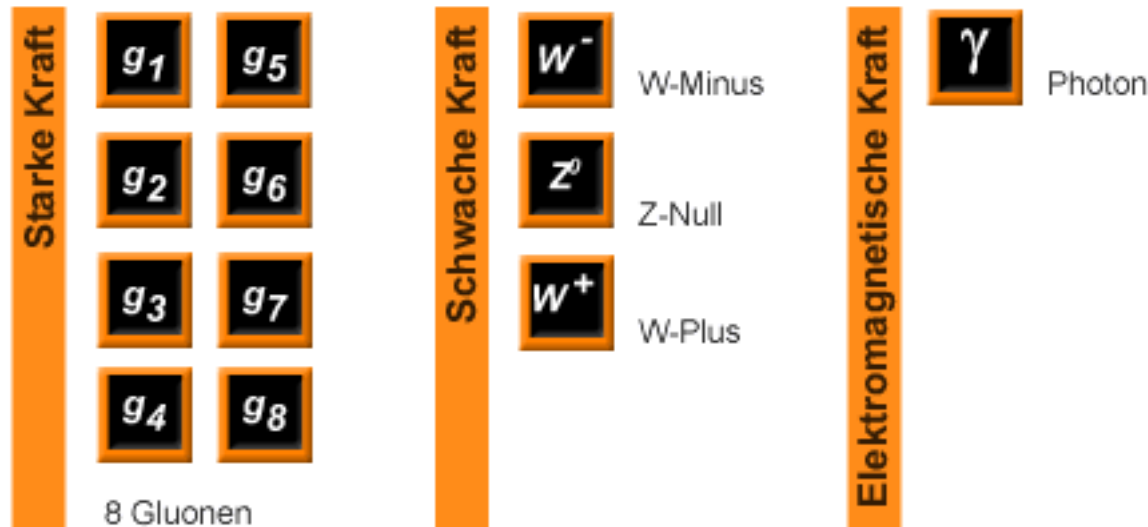 Starke Kraft
g1 g5
g2 g6
g3 g7
g4 g8
8 Gluonen
Schwache Kraft
W-
W-Minus
Z0
Z-Null
W+
W-Plus
Elektromagnetische Kraft
γ
Photon